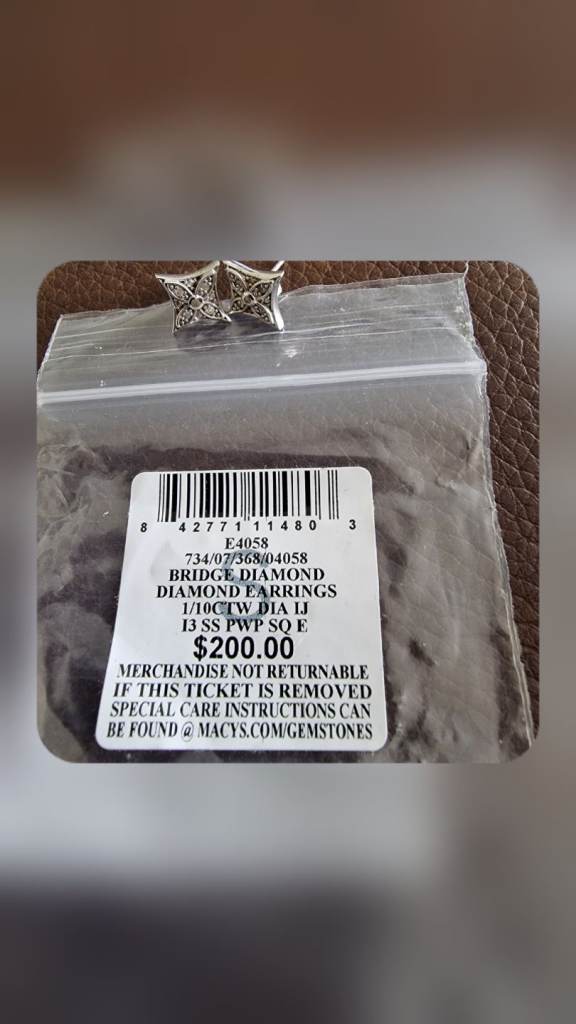 8 42771 11480 3
E4058
734/07/368/04058
BRIDGE DIAMOND
DIAMOND EARRINGS
1/10CTW DIA IJ
I3 SS PWP SQ E
$200.00
MERCHANDISE NOT RETURNABLE
IF THIS TICKET IS REMOVED
SPECIAL CARE INSTRUCTIONS CAN
BE FOUND @ MACYS.COM/GEMSTONES